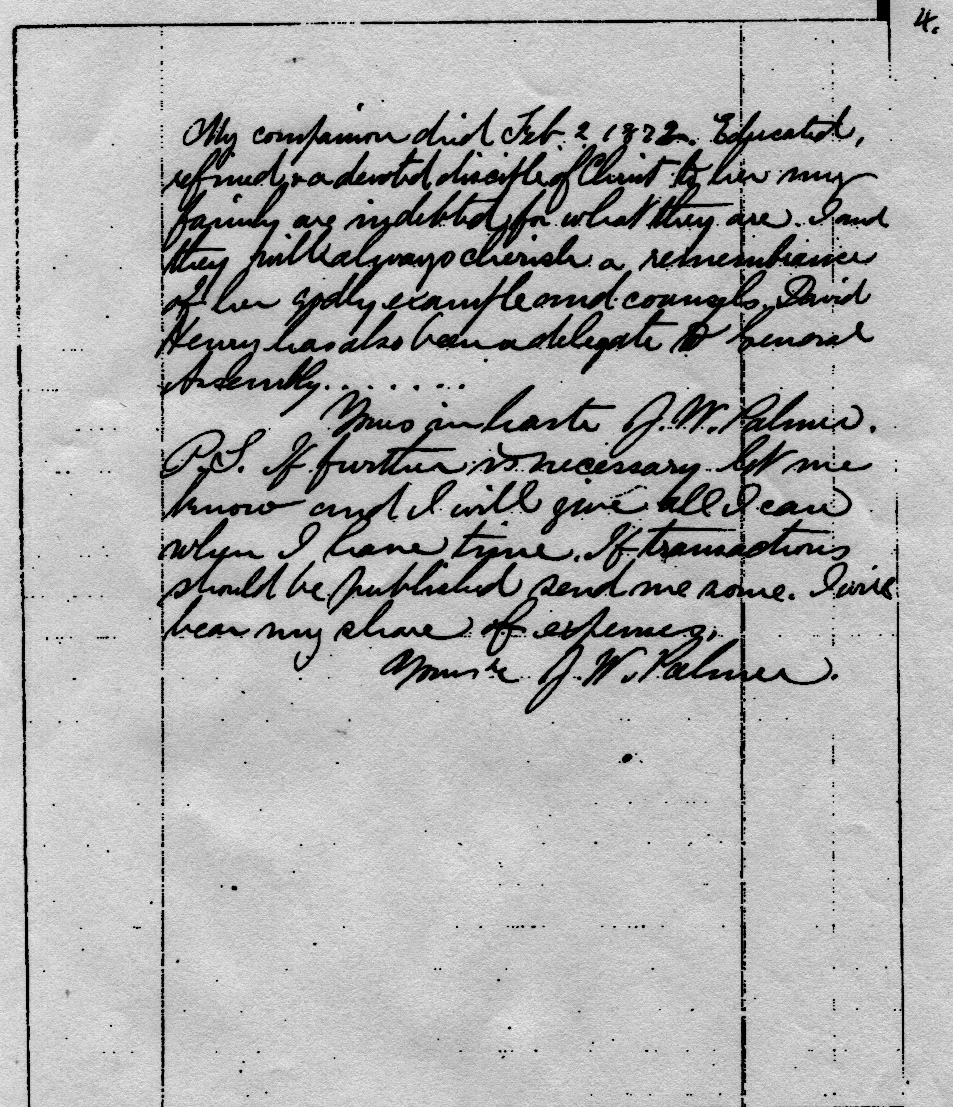 4.
My companion died Feb. 2 1872. Educated,
refined & a devoted disciple of Christ to her my
family are indebted for what they are. I and
they will always cherish a remembrance
of her godly example and counsels. David
Henry has also been a delegate to General
Assembly. . . . . . .
Yours in haste J. W. Palmer.
P.S. If further is necessary let me
know and I will give all I can
when I have time. If transactions
should be published send me some. I will
bear my share of expenses.
Yours &c J. W. Palmer.